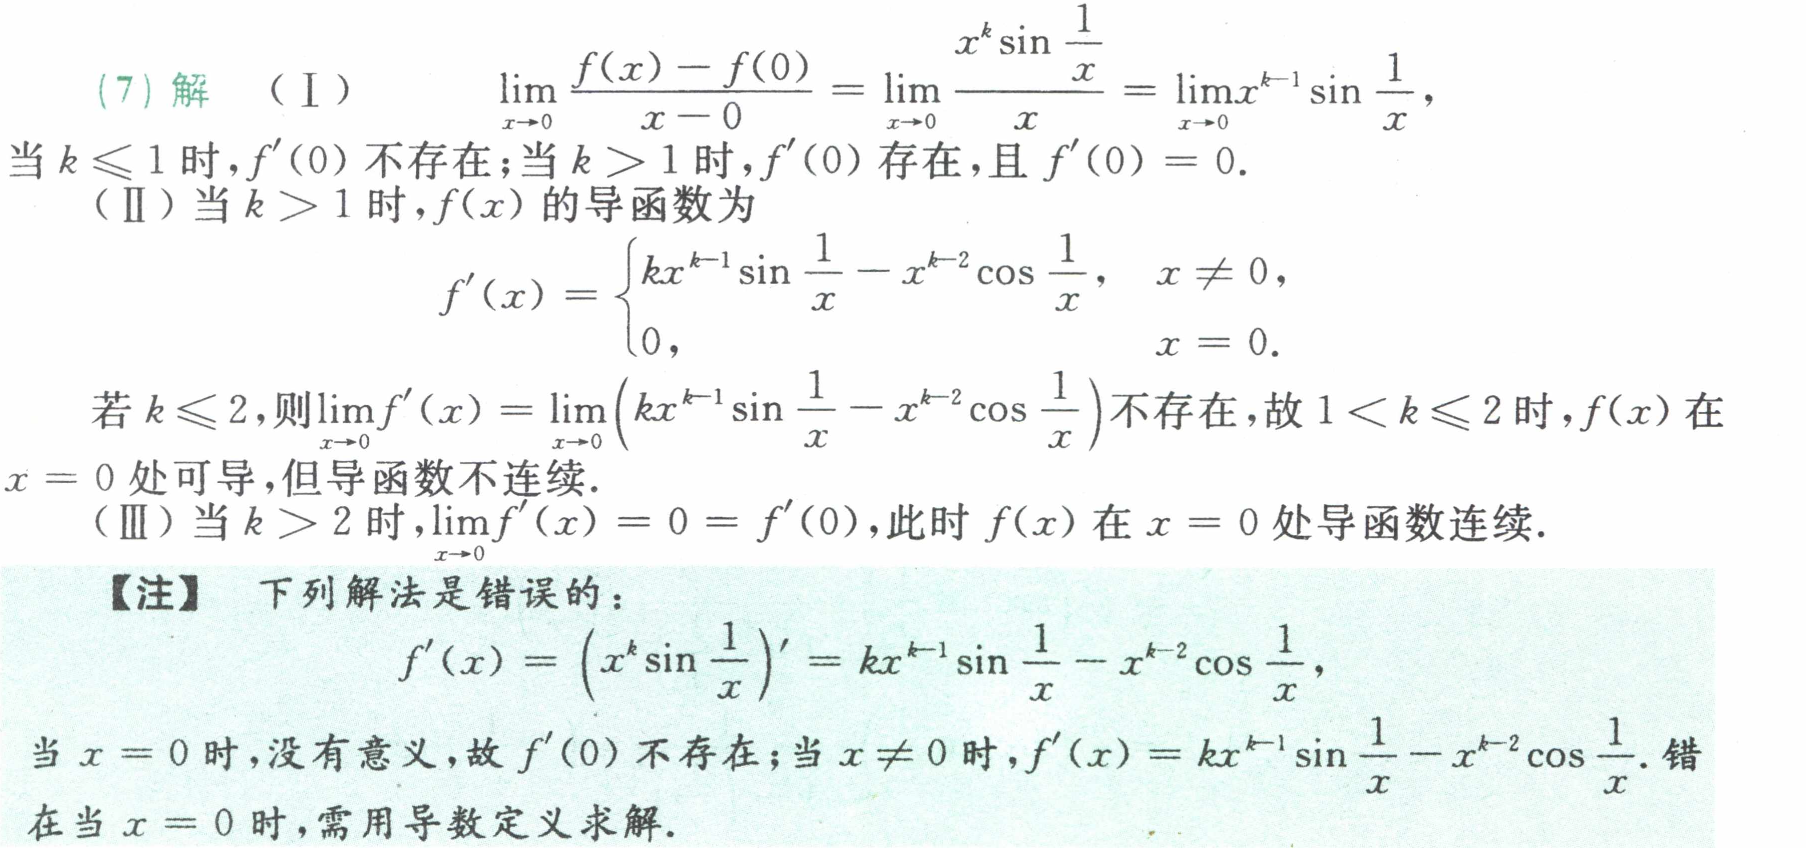 (7) 解 （Ⅰ） $\lim\limits_{x \to 0} \frac{f(x) - f(0)}{x - 0} = \lim\limits_{x \to 0} \frac{x^k \sin \frac{1}{x}}{x} = \lim\limits_{x \to 0} x^{k-1} \sin \frac{1}{x}$，
当 $k \leqslant 1$ 时，$f'(0)$ 不存在；当 $k > 1$ 时，$f'(0)$ 存在，且 $f'(0) = 0$.
（Ⅱ）当 $k > 1$ 时，$f(x)$ 的导函数为
$f'(x) = \begin{cases} kx^{k-1} \sin \frac{1}{x} - x^{k-2} \cos \frac{1}{x}, & x \neq 0, \\ 0, & x = 0. \end{cases}$
若 $k \leqslant 2$，则 $\lim\limits_{x \to 0} f'(x) = \lim\limits_{x \to 0} \left( kx^{k-1} \sin \frac{1}{x} - x^{k-2} \cos \frac{1}{x} \right)$ 不存在，故 $1 < k \leqslant 2$ 时，$f(x)$ 在
$x = 0$ 处可导，但导函数不连续.
（Ⅲ）当 $k > 2$ 时，$\lim\limits_{x \to 0} f'(x) = 0 = f'(0)$，此时 $f(x)$ 在 $x = 0$ 处导函数连续.
【注】 下列解法是错误的：
$f'(x) = \left( x^k \sin \frac{1}{x} \right)' = kx^{k-1} \sin \frac{1}{x} - x^{k-2} \cos \frac{1}{x}$，
当 $x = 0$ 时，没有意义，故 $f'(0)$ 不存在；当 $x \neq 0$ 时，$f'(x) = kx^{k-1} \sin \frac{1}{x} - x^{k-2} \cos \frac{1}{x}$. 错
在当 $x = 0$ 时，需用导数定义求解.